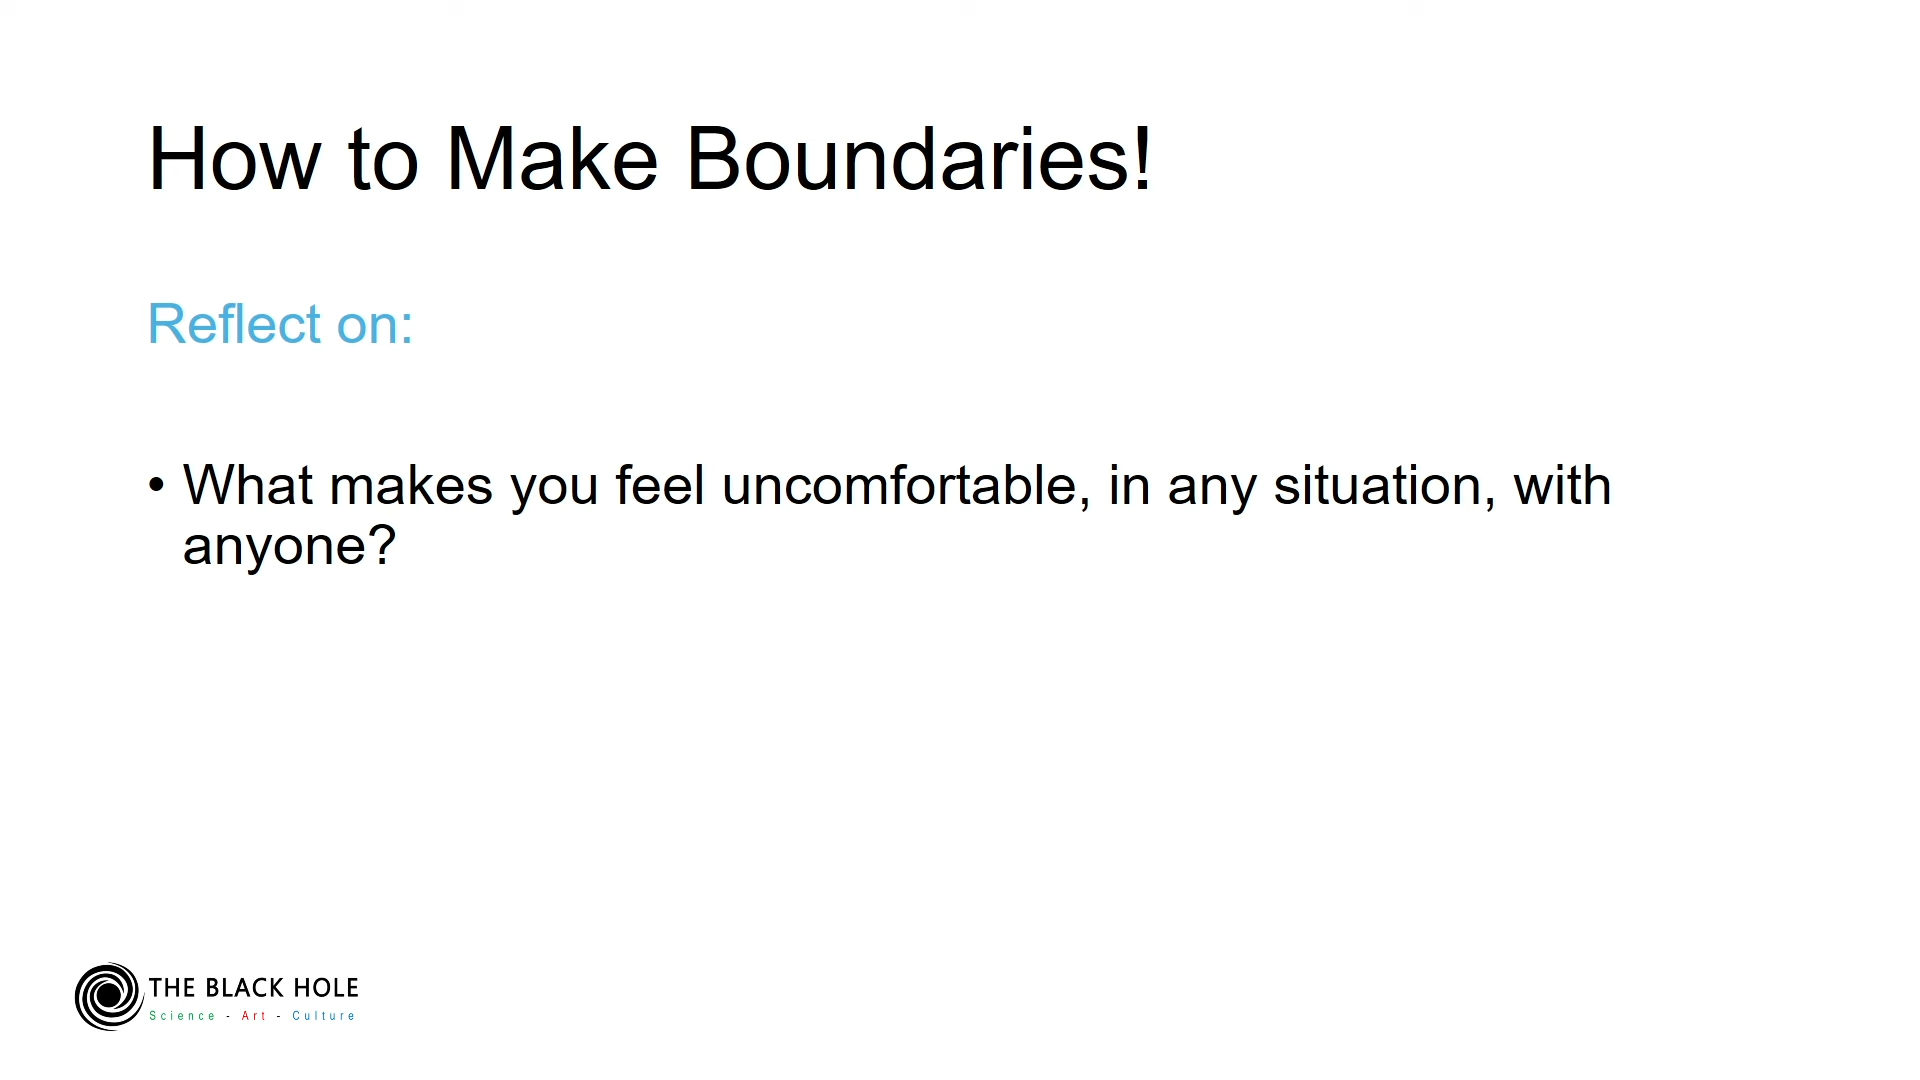 How to Make Boundaries!
Reflect on:
• What makes you feel uncomfortable, in any situation, with
anyone?
THE BLACK HOLE
Science - Art - Culture